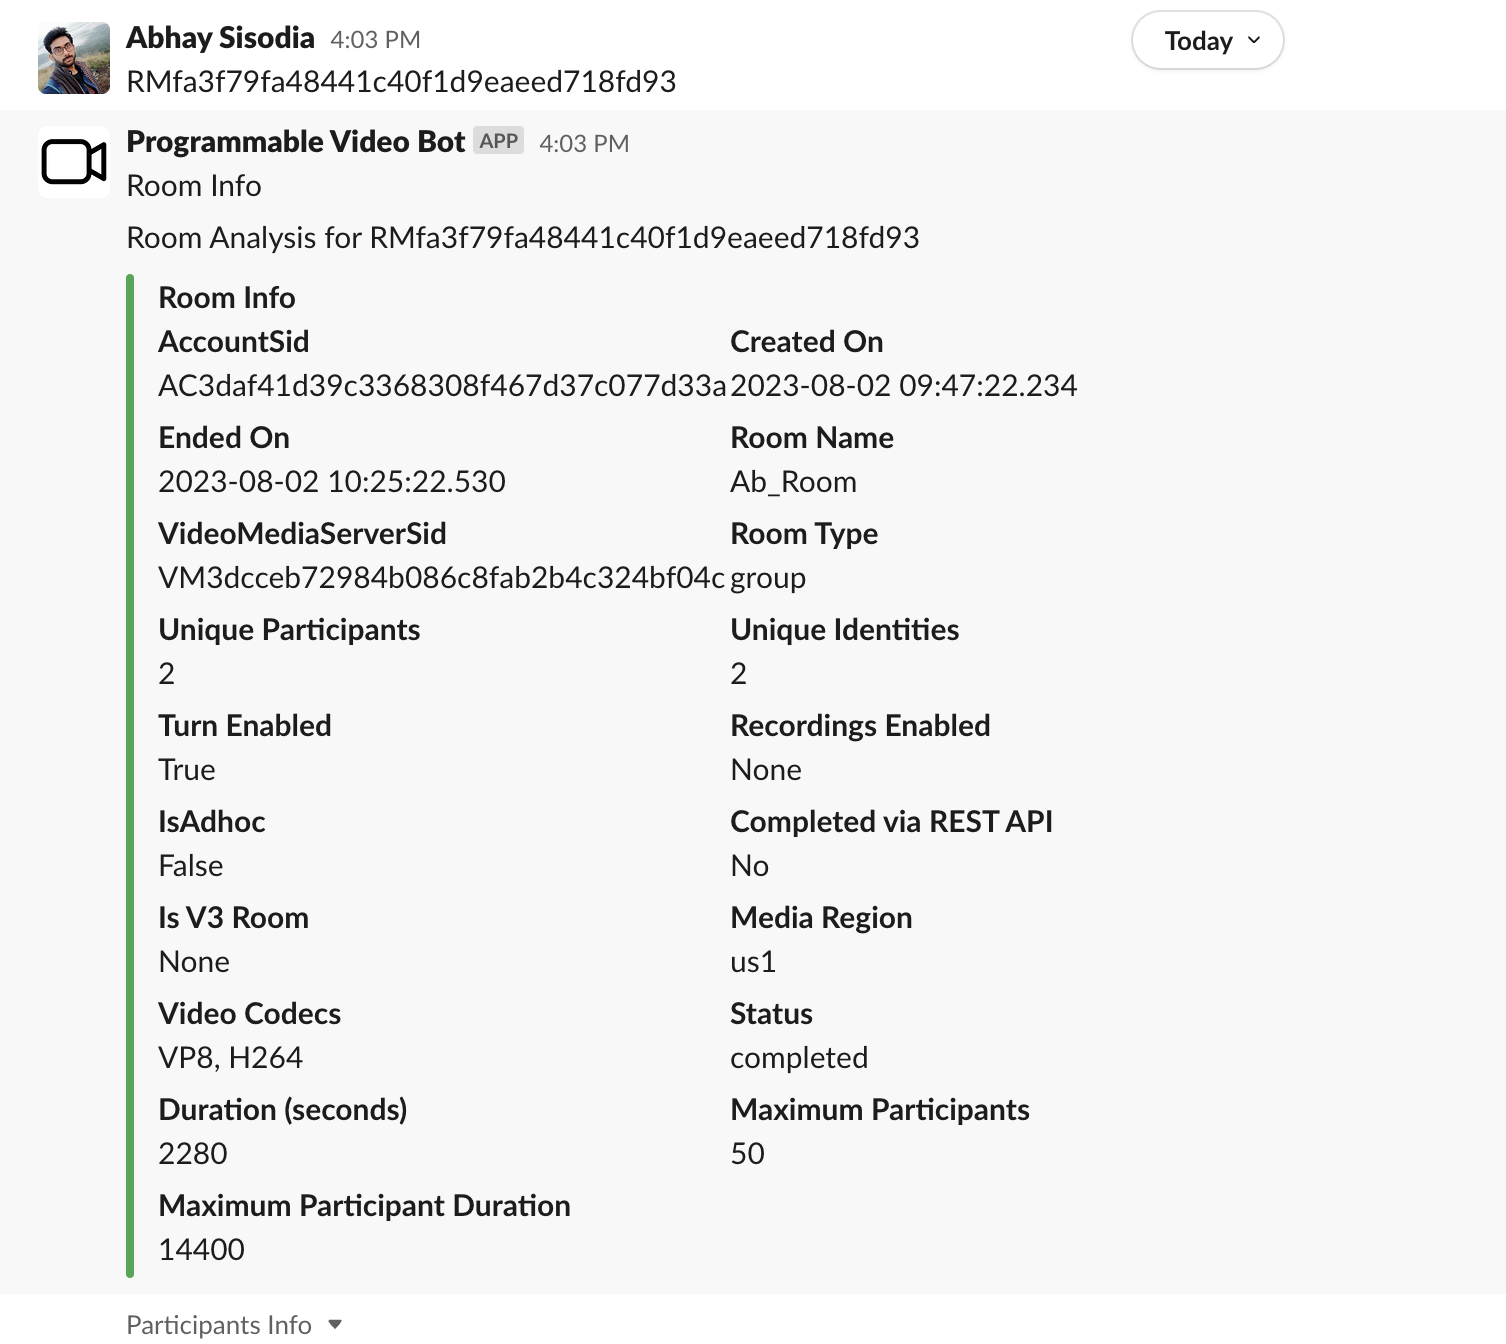 Abhay Sisodia 4:03 PM
Today
RMfa3f79fa48441c40f1d9eaeed718fd93
Programmable Video Bot APP 4:03 PM
Room Info
Room Analysis for RMfa3f79fa48441c40f1d9eaeed718fd93
Room Info
AccountSid Created On
AC3daf41d39c3368308f467d37c077d33a 2023-08-02 09:47:22.234
Ended On Room Name
2023-08-02 10:25:22.530 Ab_Room
VideoMediaServerSid Room Type
VM3dcceb72984b086c8fab2b4c324bf04c group
Unique Participants Unique Identities
2 2
Turn Enabled Recordings Enabled
True None
IsAdhoc Completed via REST API
False No
Is V3 Room Media Region
None us1
Video Codecs Status
VP8, H264 completed
Duration (seconds) Maximum Participants
2280 50
Maximum Participant Duration
14400
Participants Info